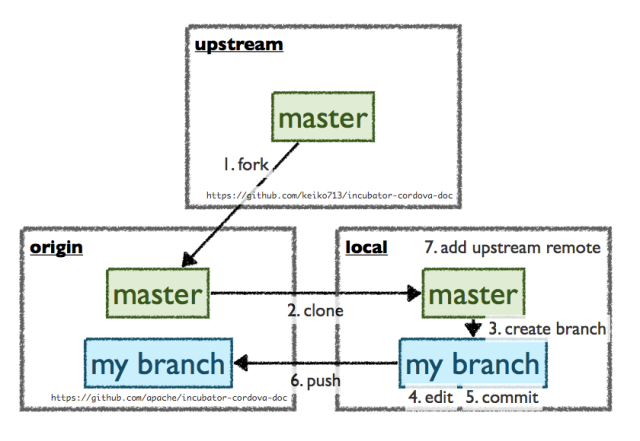 upstream
master
1. fork
https://github.com/keiko713/incubator-cordova-doc
origin
master
my branch
https://github.com/apache/incubator-cordova-doc
2. clone
6. push
local
7. add upstream remote
master
3. create branch
my branch
4. edit 5. commit